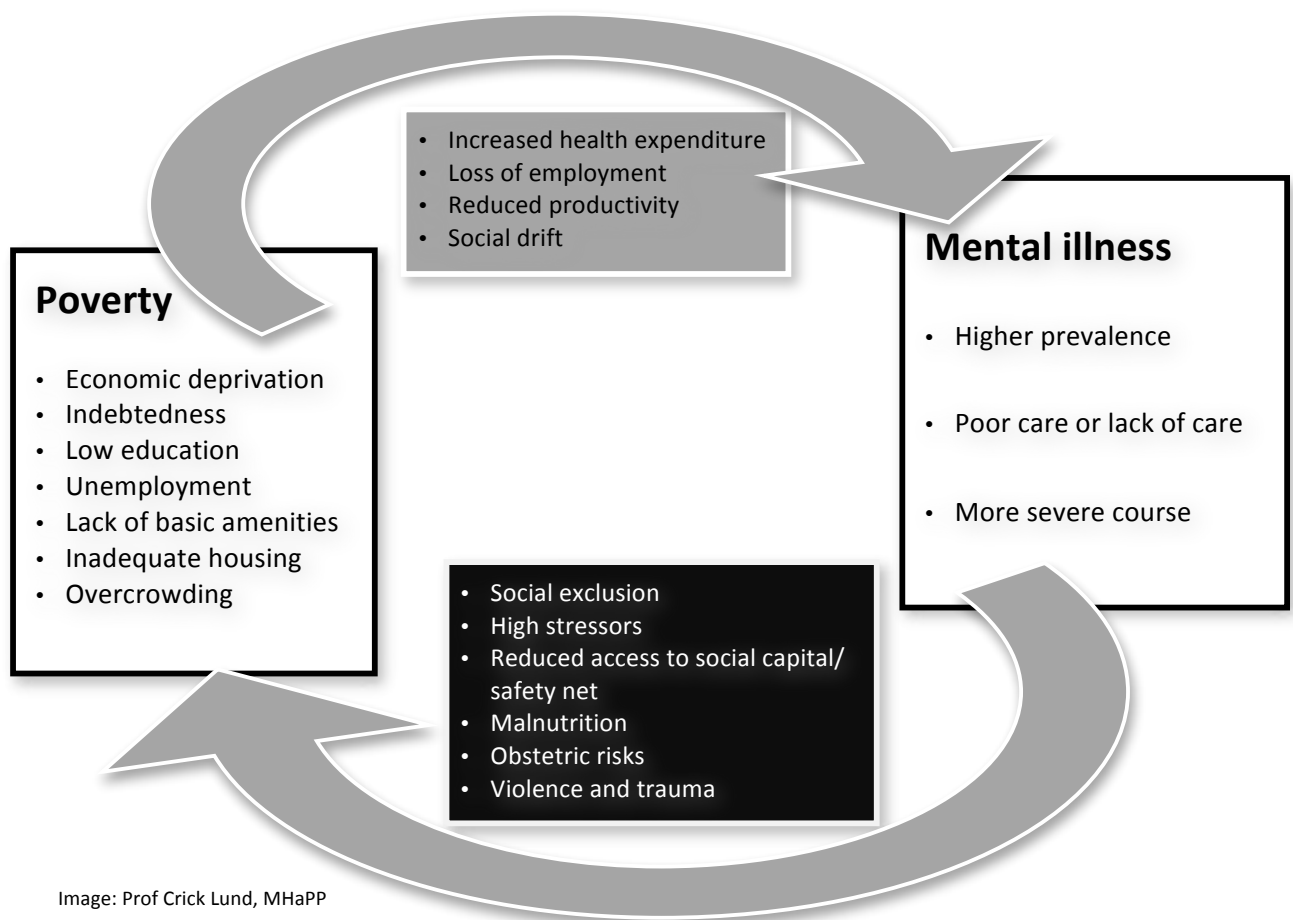 • Increased health expenditure
• Loss of employment
• Reduced productivity
• Social drift
Poverty
• Economic deprivation
• Indebtedness
• Low education
• Unemployment
• Lack of basic amenities
• Inadequate housing
• Overcrowding
Mental illness
• Higher prevalence
• Poor care or lack of care
• More severe course
• Social exclusion
• High stressors
• Reduced access to social capital/
safety net
• Malnutrition
• Obstetric risks
• Violence and trauma
Image: Prof Crick Lund, MHaPP